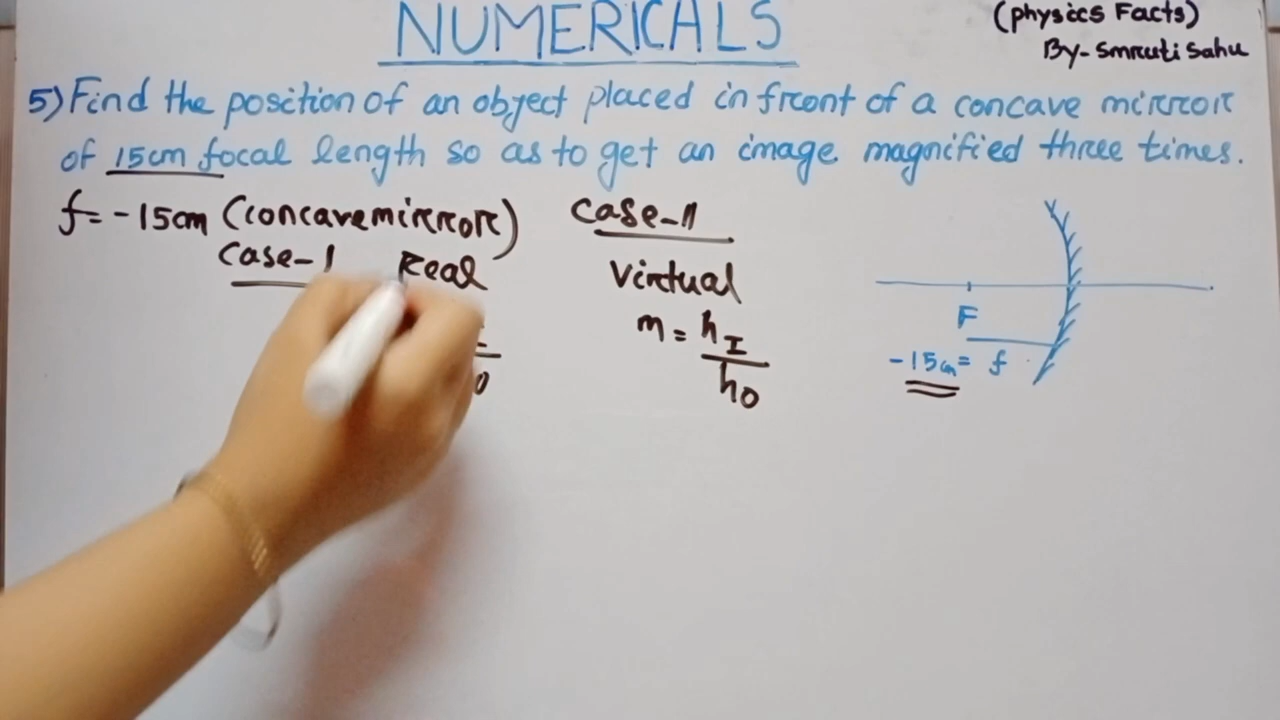 NUMERICALS
(physics Facts)
By-Smruti Sahu
5) Find the position of an object placed in front of a concave mirror
of 15cm focal length so as to get an image magnified three times.
f = -15cm (concave mirror)
Case-I Real
Case-II
Virtual
m = hI
hO
F
-15cm = f